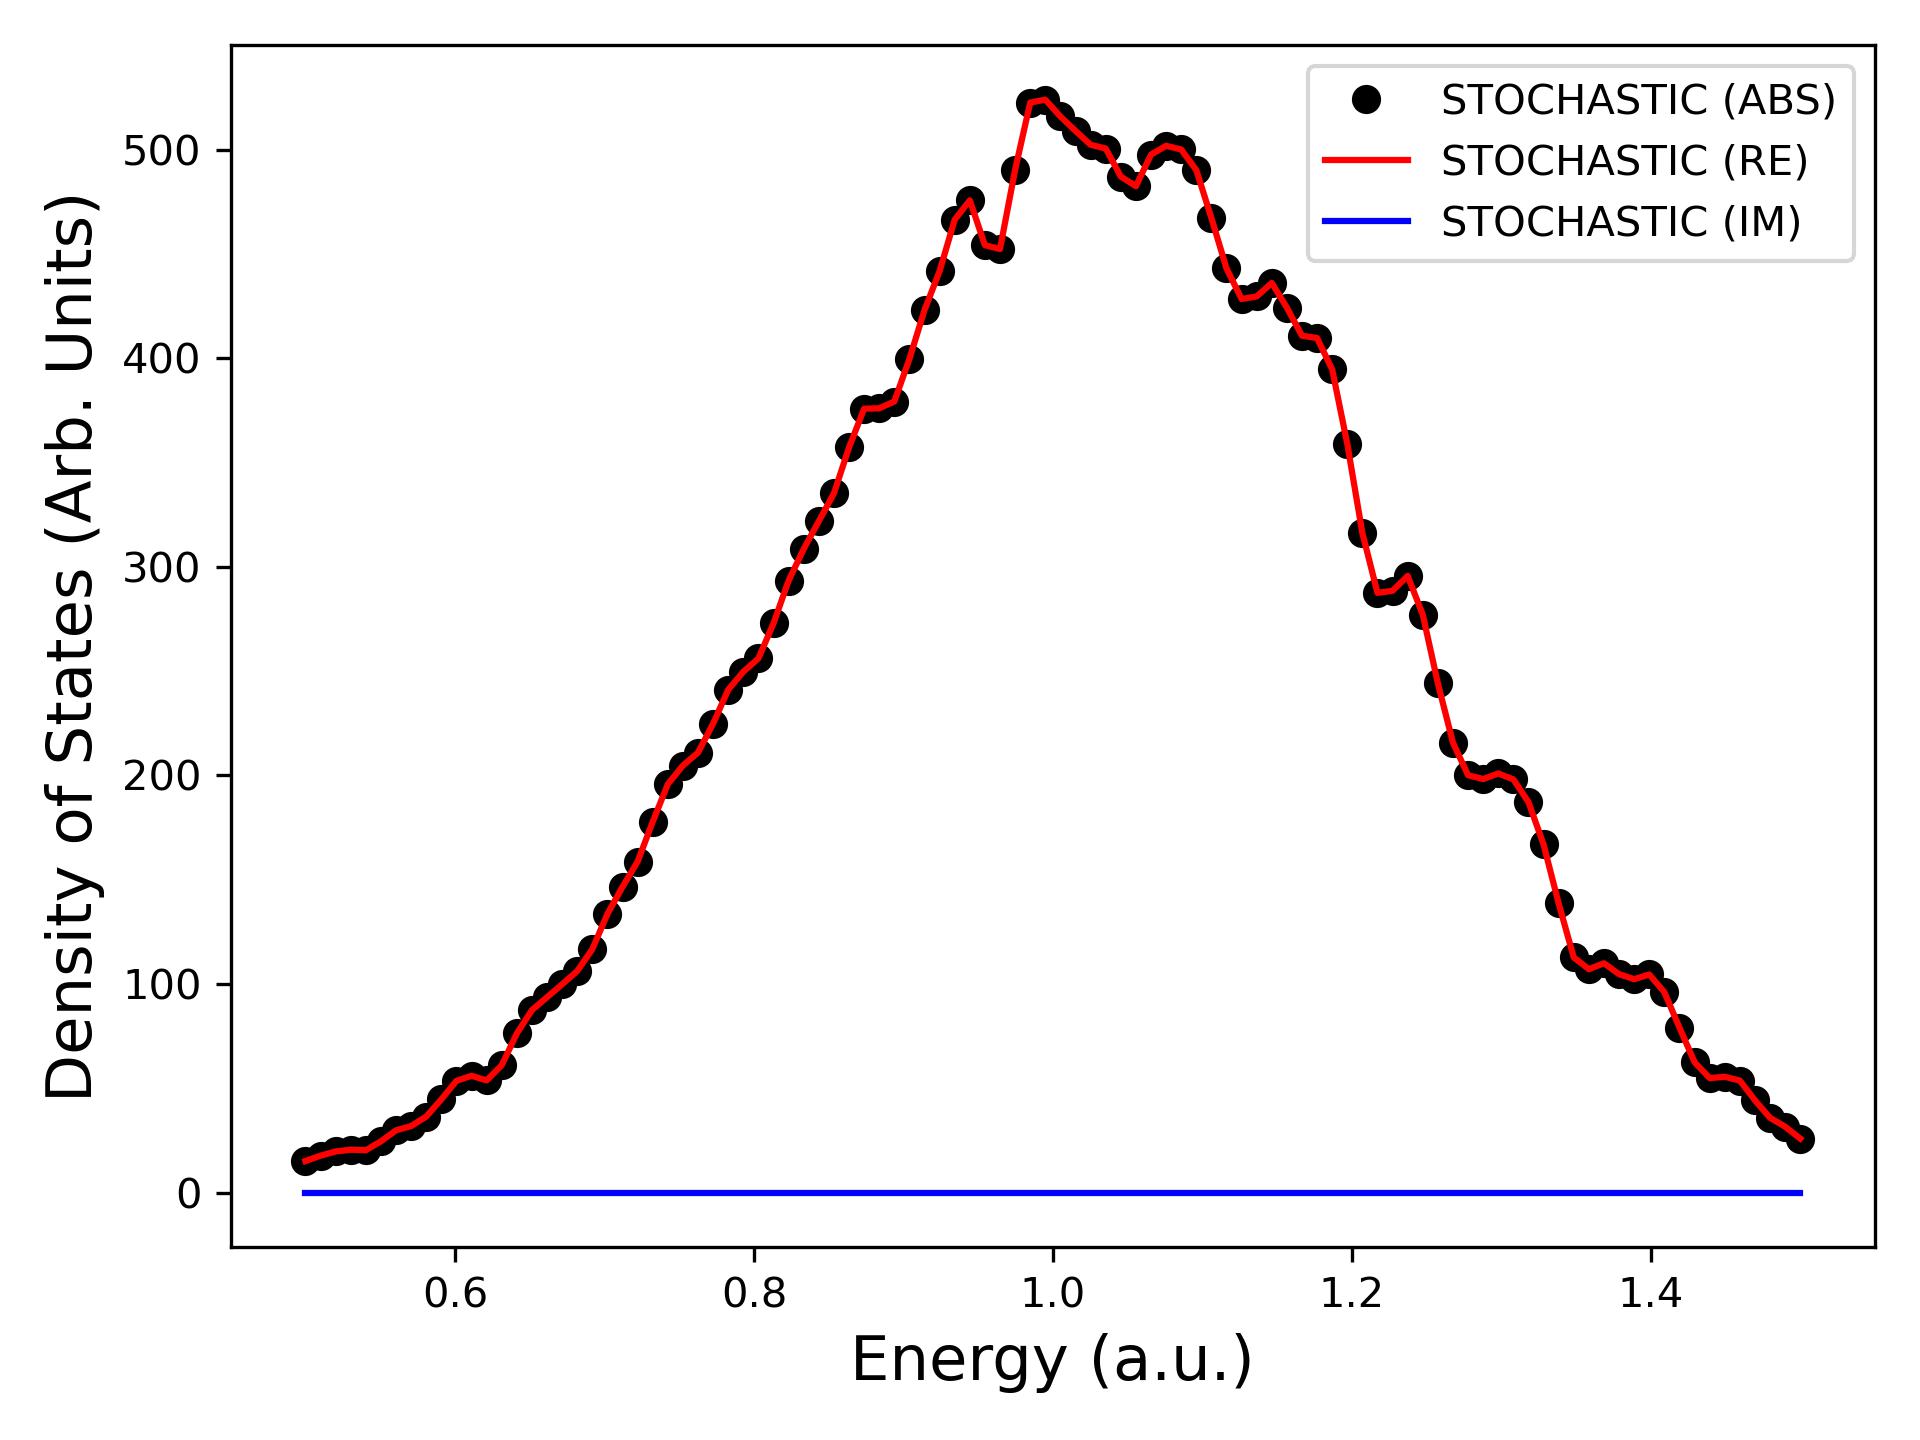 STOCHASTIC (ABS)
STOCHASTIC (RE)
STOCHASTIC (IM)
Density of States (Arb. Units)
500
400
300
200
100
0
0.6 0.8 1.0 1.2 1.4
Energy (a.u.)